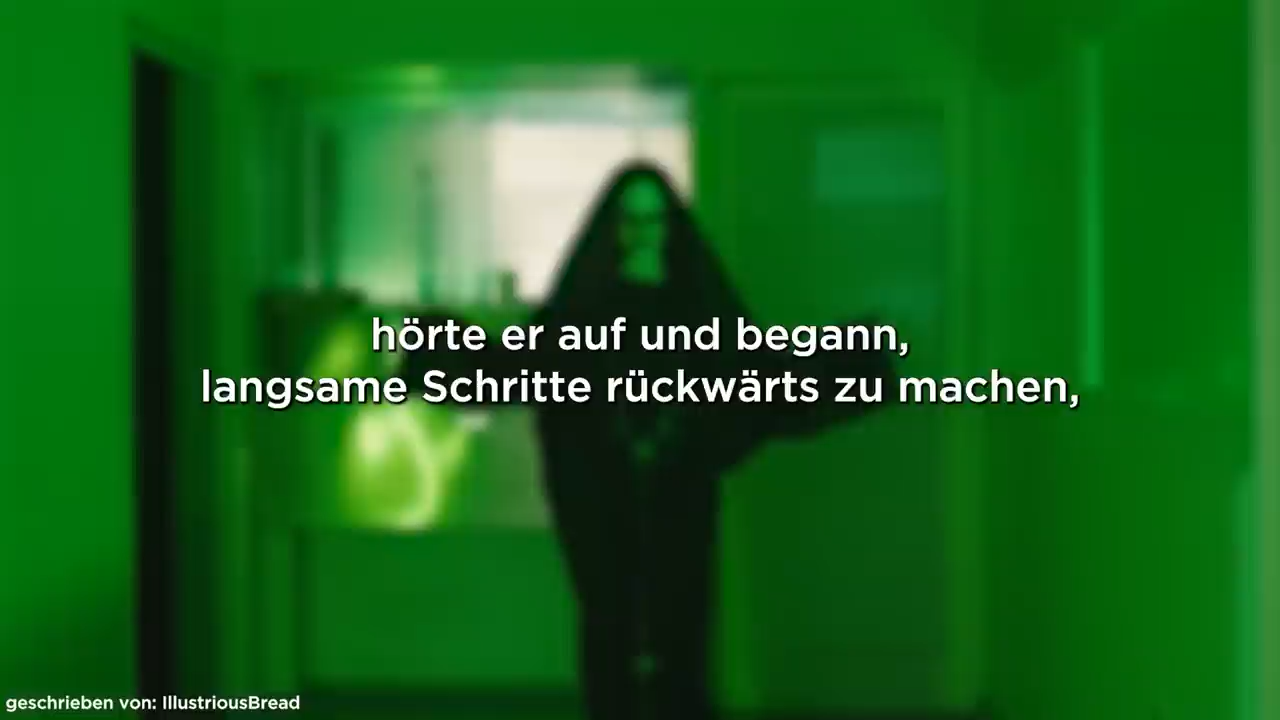 hörte er auf und begann,
langsame Schritte rückwärts zu machen,
geschrieben von: IllustriousBread